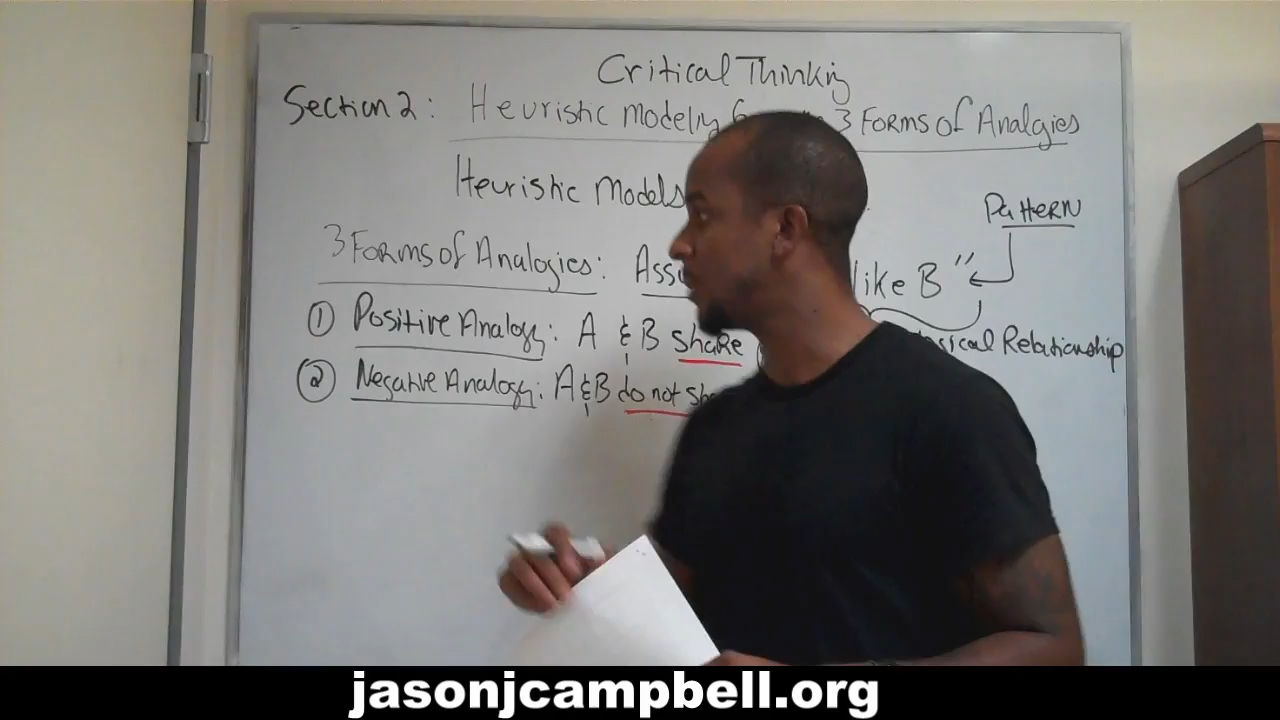 Critical Thinking
Section 2: Heuristic Modeling 3 Forms of Analgies
Heuristic Models
Pattern
3 Forms of Analogies: like B"
① Positive Analogy: A & B share Relationship
② Negative Analogy: A & B do not
jasonjcampbell.org